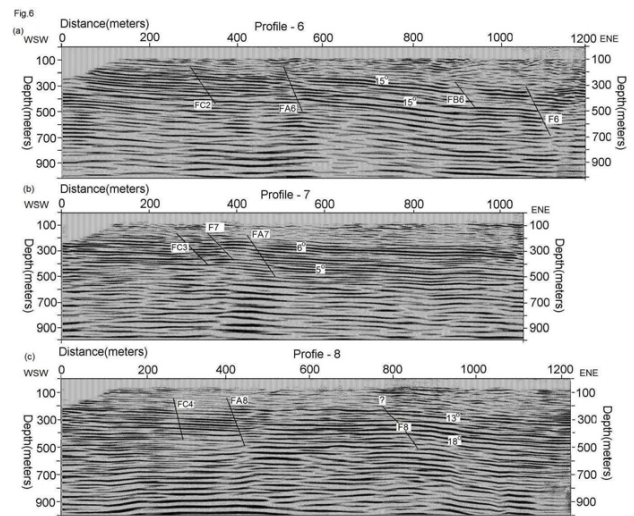 Fig.6
(a) Distance(meters) Profile - 6
WSW ENE
0 200 400 600 800 1000 1200
Depth(meters)
100
300
500
700
900
FC2 FA6 15° 15° FB6 F6
100
300
500
700
900
Depth(meters)
(b) Distance(meters) Profile - 7
WSW ENE
0 200 400 600 800 1000
Depth(meters)
100
300
500
700
900
FC3 F7 FA7 6° 5°
100
300
500
700
900
Depth(meters)
(c) Distance(meters) Profie - 8
WSW ENE
0 200 400 600 800 1000 1200
Depth(meters)
100
300
500
700
900
FC4 FA8 ? F8 13° 18°
100
300
500
700
900
Depth(meters)